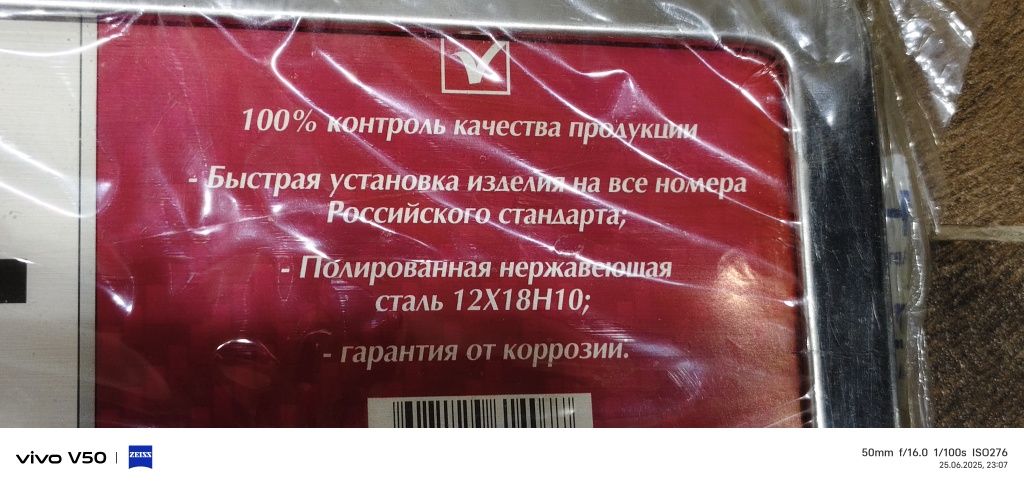 100% контроль качества продукции
- Быстрая установка изделия на все номера
Российского стандарта;
- Полированная нержавеющая
сталь 12Х18Н10;
- гарантия от коррозии.
vivo V50 | ZEISS
50mm f/16.0 1/100s ISO276
25.06.2025, 23:07